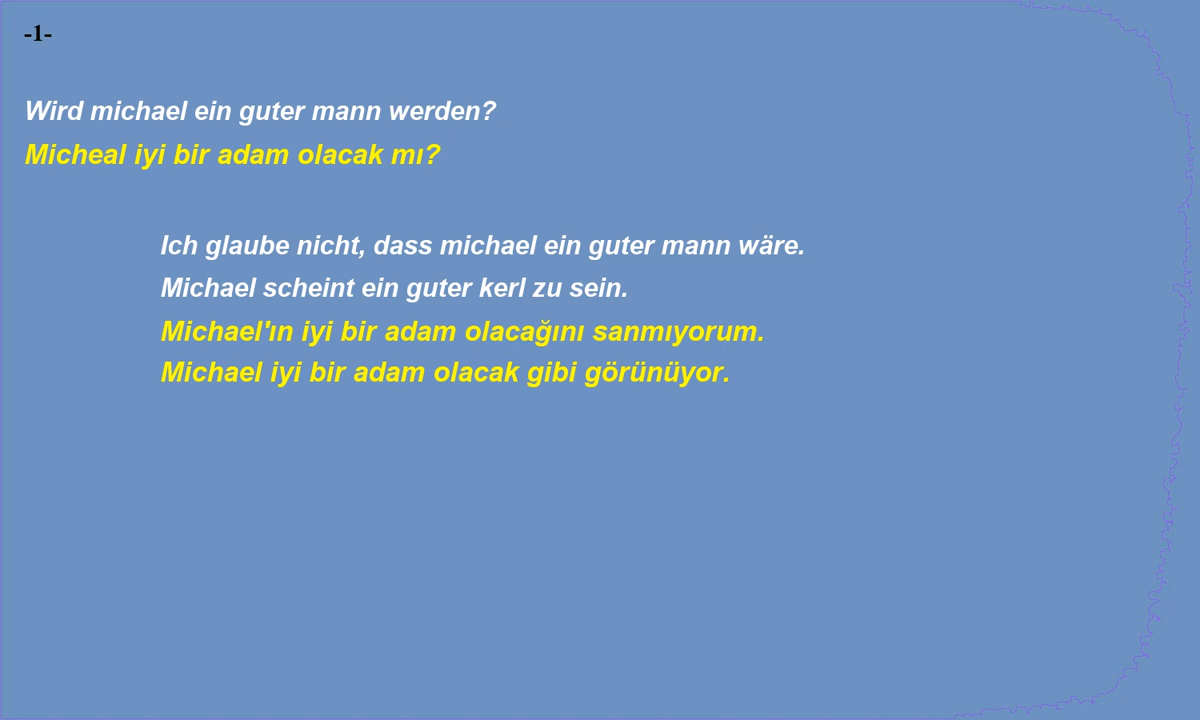 -1-
Wird michael ein guter mann werden?
Micheal iyi bir adam olacak mı?
Ich glaube nicht, dass michael ein guter mann wäre.
Michael scheint ein guter kerl zu sein.
Michael'ın iyi bir adam olacağını sanmıyorum.
Michael iyi bir adam olacak gibi görünüyor.